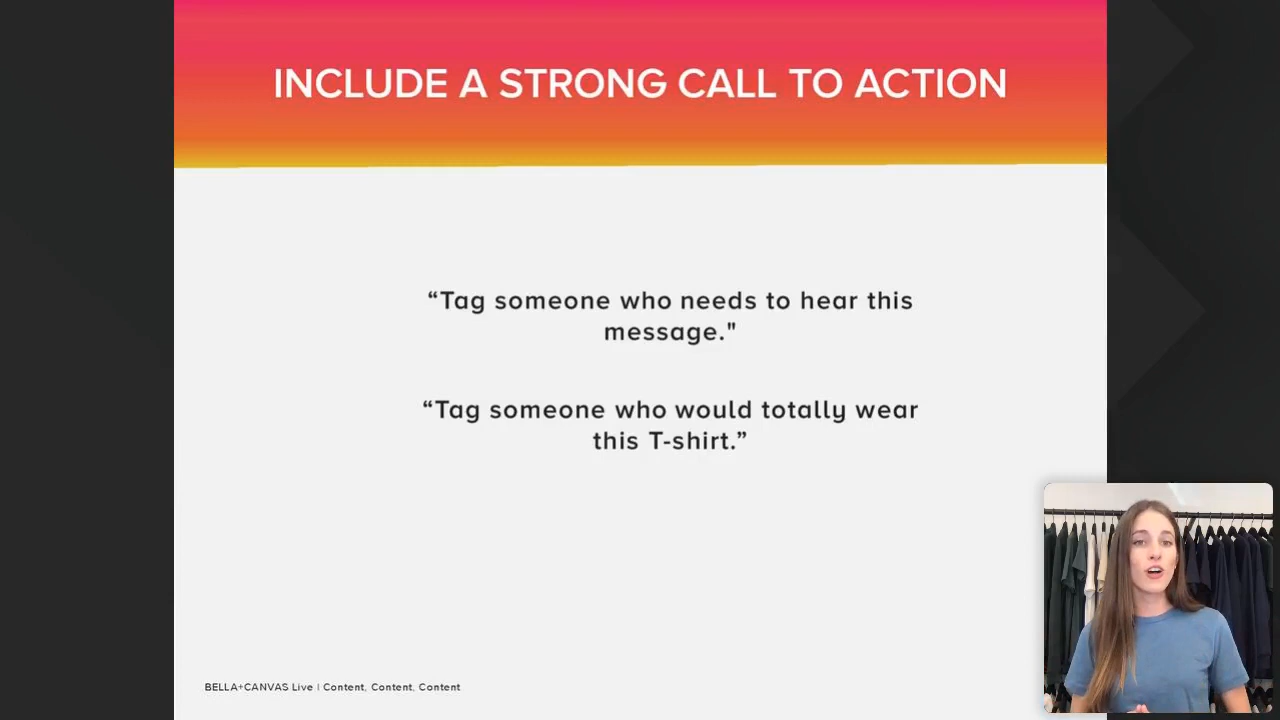 INCLUDE A STRONG CALL TO ACTION
“Tag someone who needs to hear this
message."
“Tag someone who would totally wear
this T-shirt.”
BELLA+CANVAS Live | Content, Content, Content